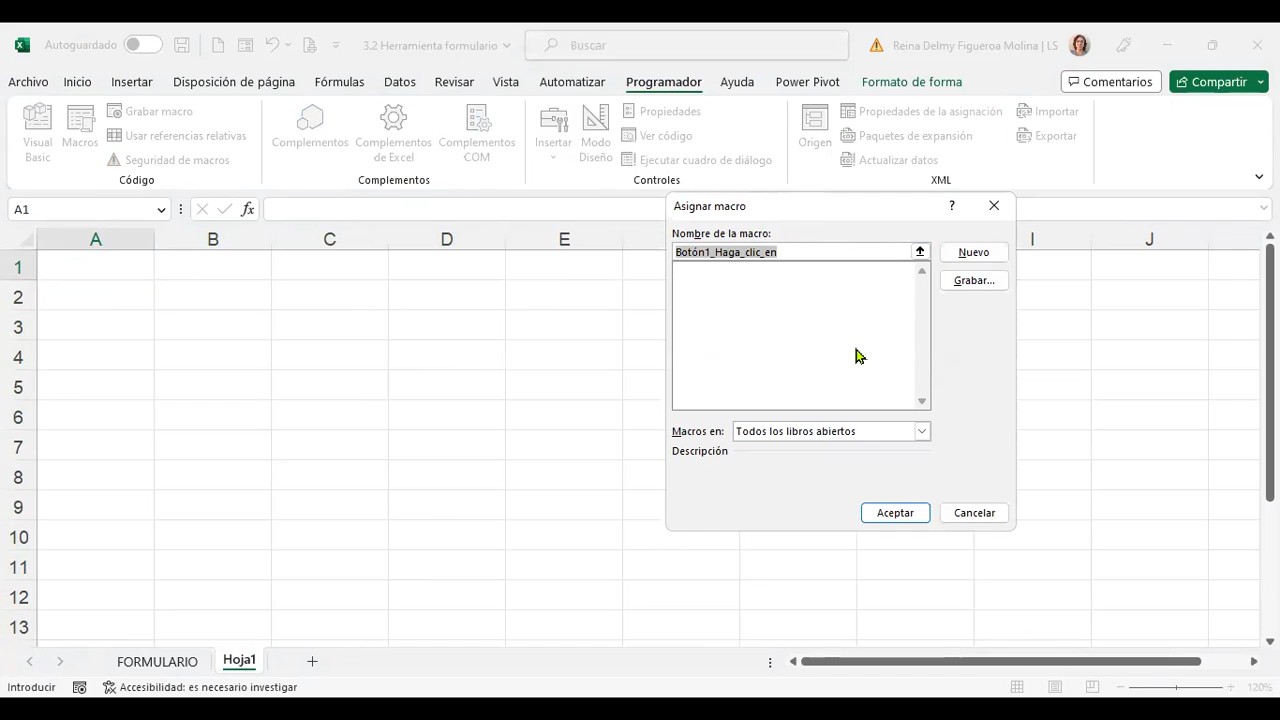 Autoguardado
3.2 Herramienta formulario
Buscar
Reina Delmy Figueroa Molina | LS
Archivo Inicio Insertar Disposición de página Fórmulas Datos Revisar Vista Automatizar Programador Ayuda Power Pivot Formato de forma Comentarios Compartir
Visual Basic
Macros
Grabar macro
Usar referencias relativas
Seguridad de macros
Código
Complementos
Complementos de Excel
Complementos COM
Complementos
Insertar
Modo Diseño
Propiedades
Ver código
Ejecutar cuadro de diálogo
Controles
Origen
Propiedades de la asignación
Paquetes de expansión
Actualizar datos
Importar
Exportar
XML
A1
fx
Asignar macro
?
Nombre de la macro:
Botón1_Haga_clic_en
Nuevo
Grabar...
Macros en: Todos los libros abiertos
Descripción
Aceptar Cancelar
A B C D E I J
1
2
3
4
5
6
7
8
9
10
11
12
13
FORMULARIO Hoja1
Introducir Accesibilidad: es necesario investigar 120%